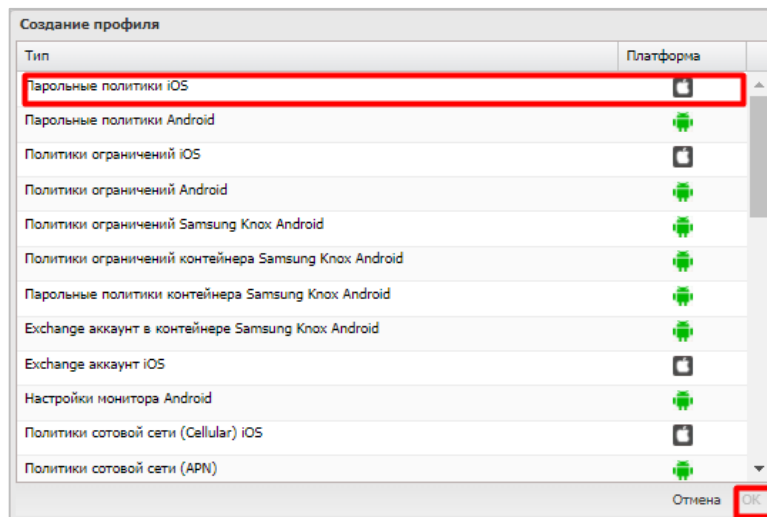 Создание профиля
Тип Платформа
Парольные политики iOS
Парольные политики Android
Политики ограничений iOS
Политики ограничений Android
Политики ограничений Samsung Knox Android
Политики ограничений контейнера Samsung Knox Android
Парольные политики контейнера Samsung Knox Android
Exchange аккаунт в контейнере Samsung Knox Android
Exchange аккаунт iOS
Настройки монитора Android
Политики сотовой сети (Cellular) iOS
Политики сотовой сети (APN)
Отмена OK